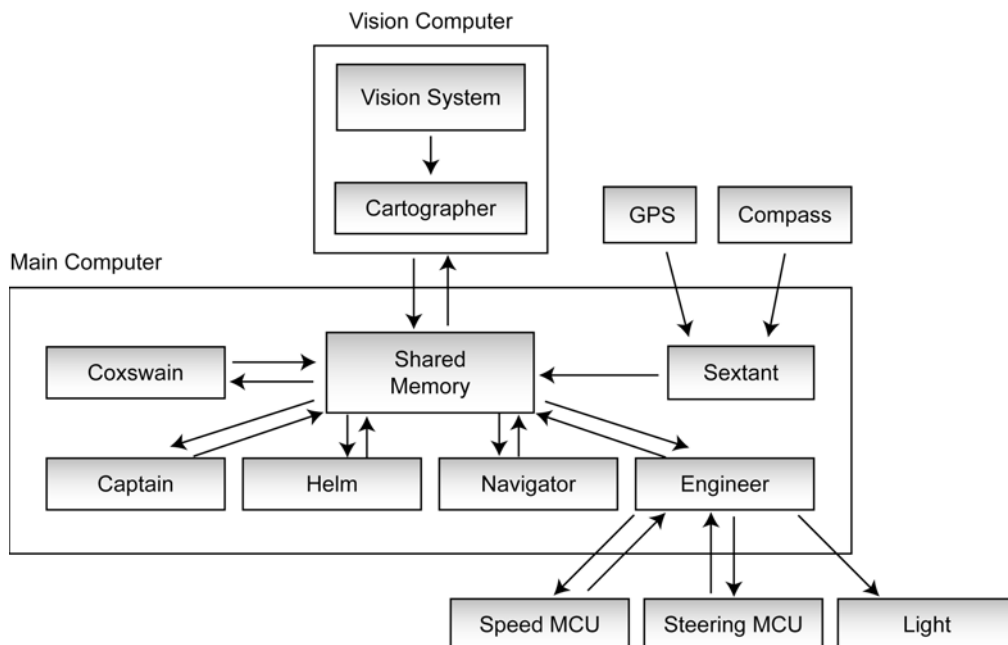 Vision Computer
Vision System
Cartographer
GPS
Compass
Main Computer
Coxswain
Shared
Memory
Sextant
Captain
Helm
Navigator
Engineer
Speed MCU
Steering MCU
Light